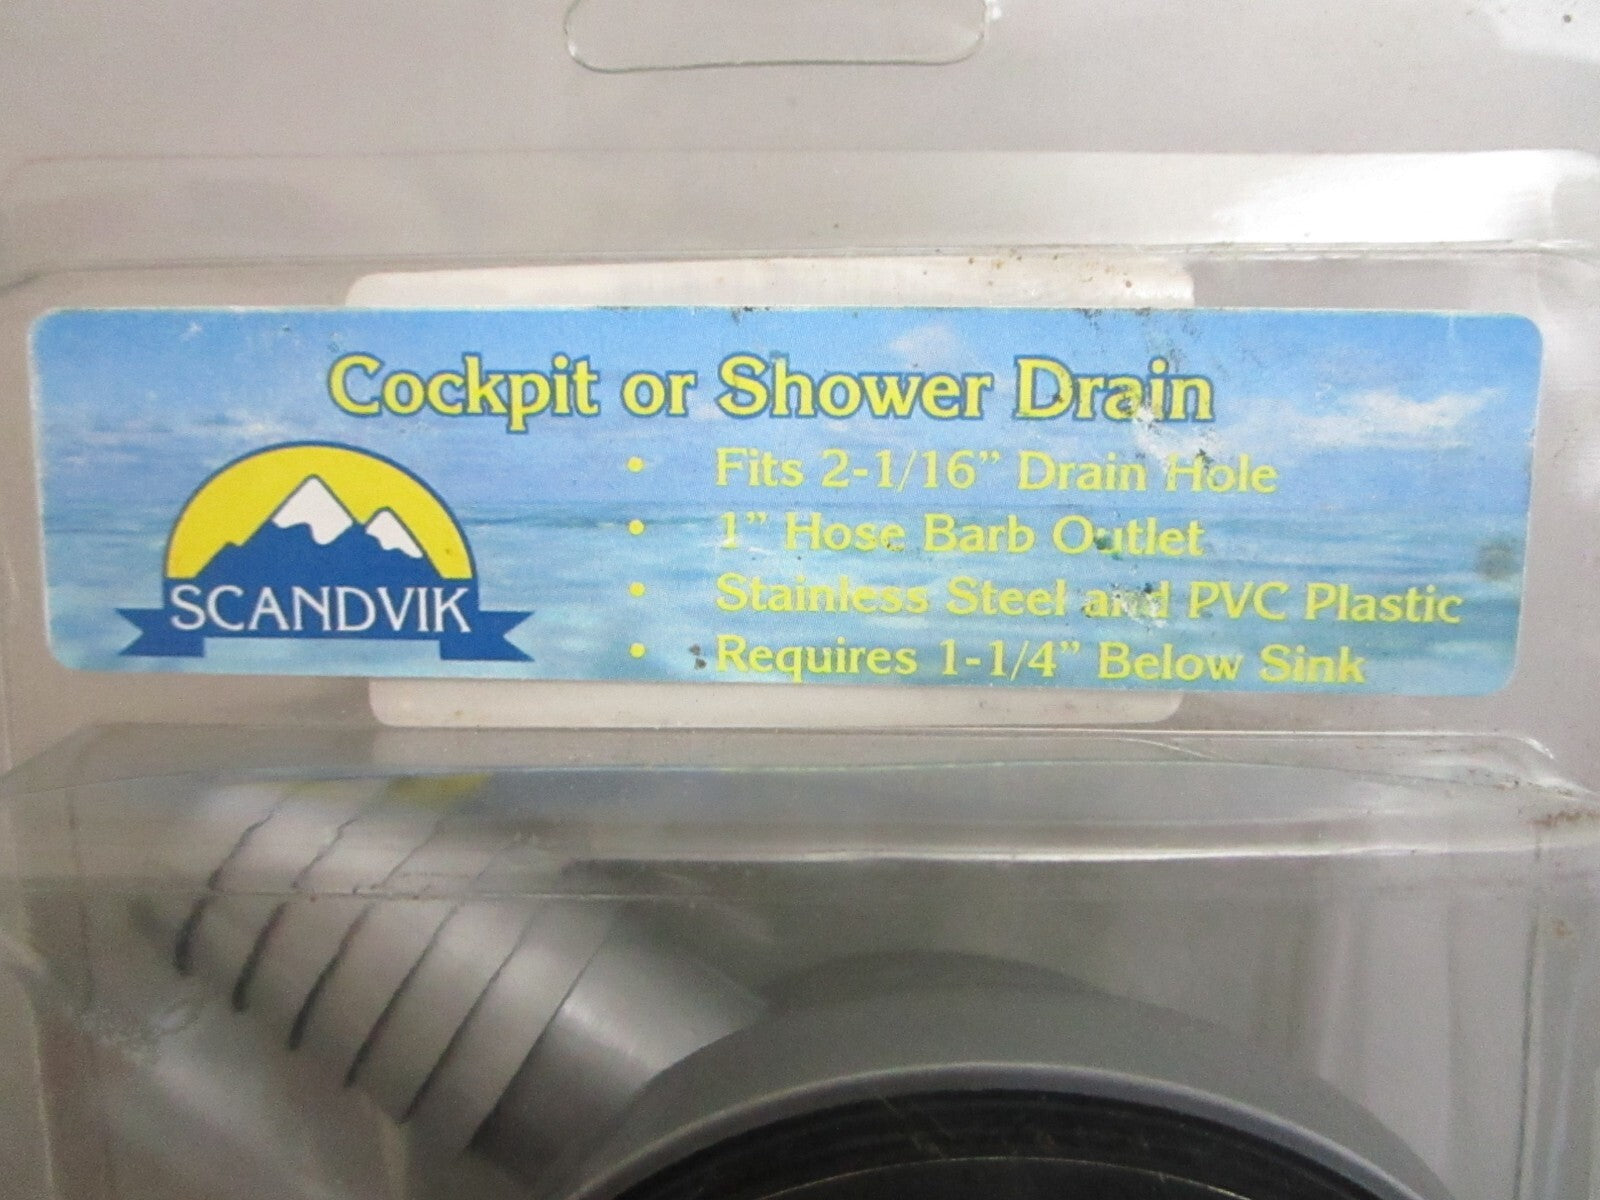 Cockpit or Shower Drain
• Fits 2-1/16” Drain Hole
• 1” Hose Barb Outlet
• Stainless Steel and PVC Plastic
• Requires 1-1/4” Below Sink
SCANDVIK